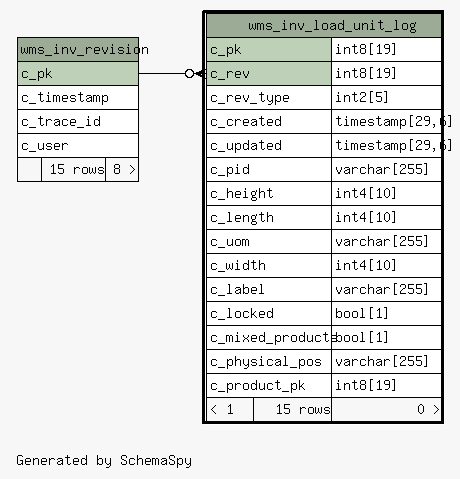 wms_inv_revision
c_pk
c_timestamp
c_trace_id
c_user
15 rows 8 >
wms_inv_load_unit_log
c_pk int8[19]
c_rev int8[19]
c_rev_type int2[5]
c_created timestamp[29,6]
c_updated timestamp[29,6]
c_pid varchar[255]
c_height int4[10]
c_length int4[10]
c_uom varchar[255]
c_width int4[10]
c_label varchar[255]
c_locked bool[1]
c_mixed_products bool[1]
c_physical_pos varchar[255]
c_product_pk int8[19]
< 1 15 rows 0 >
Generated by SchemaSpy